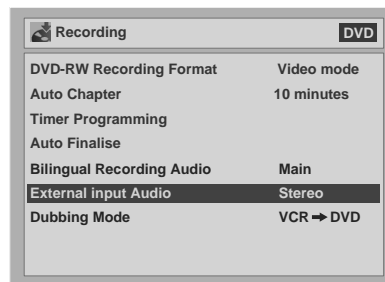 Recording DVD
DVD-RW Recording Format Video mode
Auto Chapter 10 minutes
Timer Programming
Auto Finalise
Bilingual Recording Audio Main
External input Audio Stereo
Dubbing Mode VCR ➔ DVD